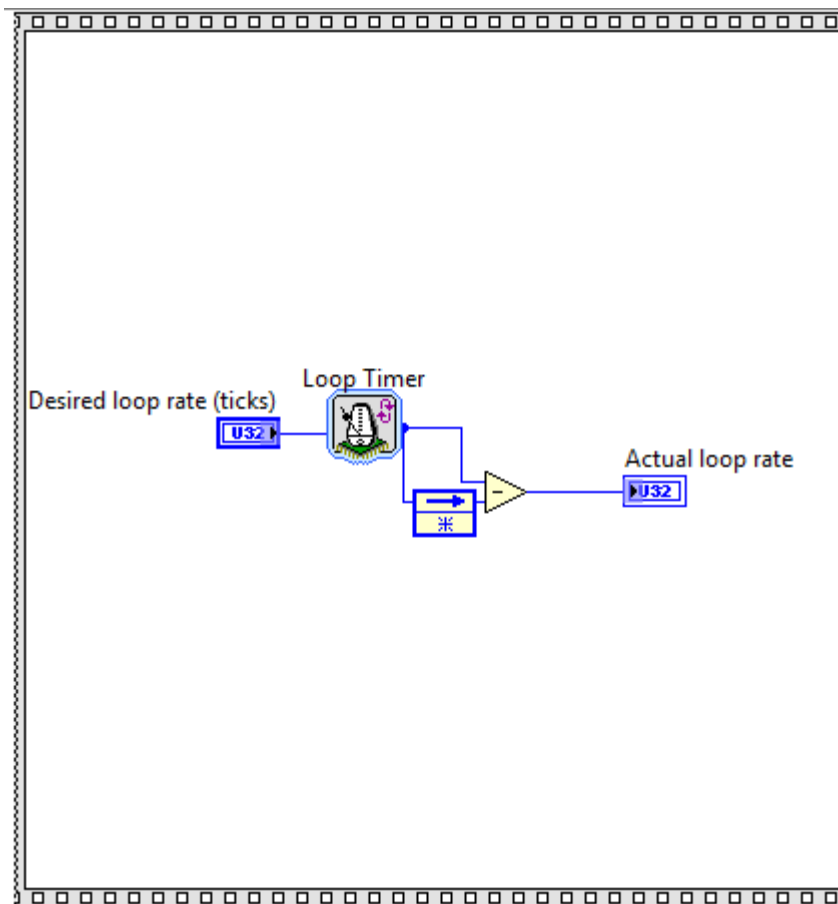 Loop Timer
Desired loop rate (ticks)
U32
Actual loop rate
U32